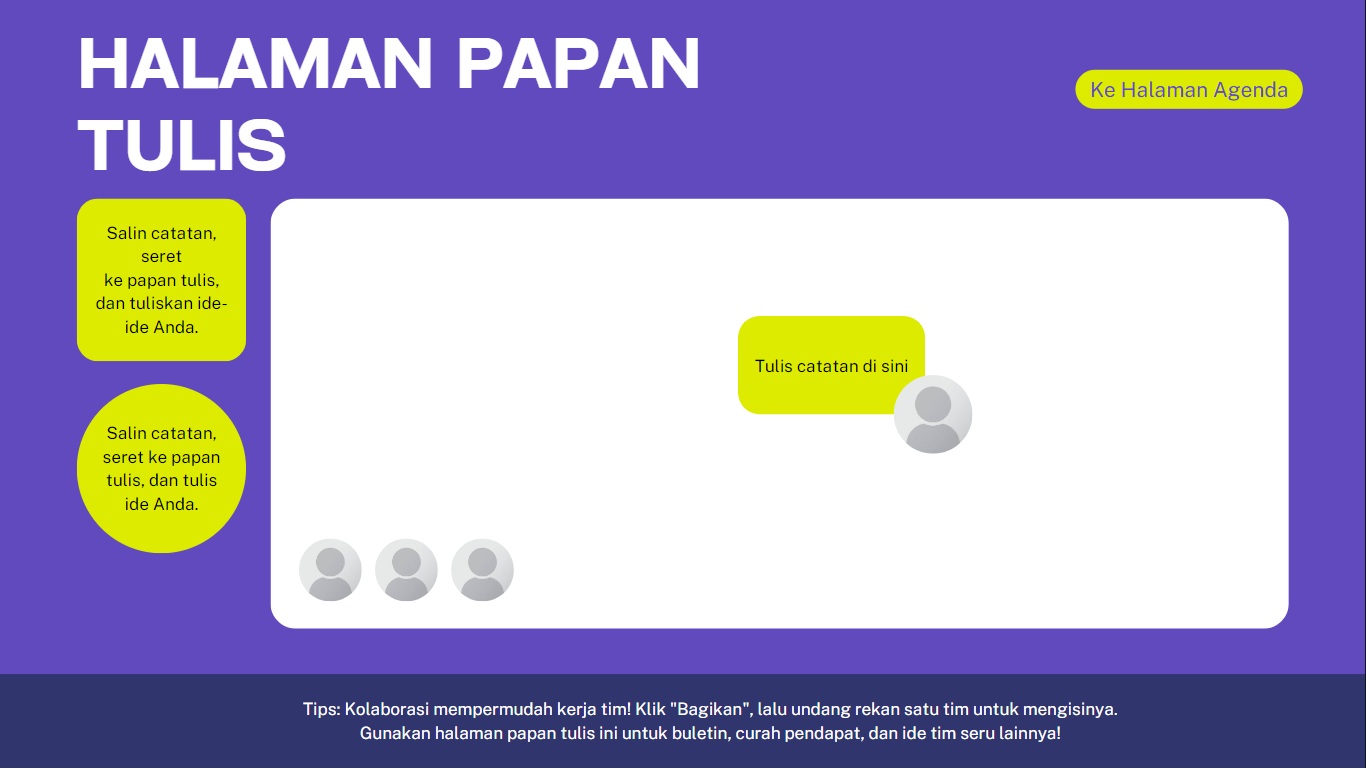 HALAMAN PAPAN
TULIS
Ke Halaman Agenda
Salin catatan,
seret
ke papan tulis,
dan tuliskan ide-
ide Anda.
Tulis catatan di sini
Salin catatan,
seret ke papan
tulis, dan tulis
ide Anda.
Tips: Kolaborasi mempermudah kerja tim! Klik "Bagikan", lalu undang rekan satu tim untuk mengisinya.
Gunakan halaman papan tulis ini untuk buletin, curah pendapat, dan ide tim seru lainnya!